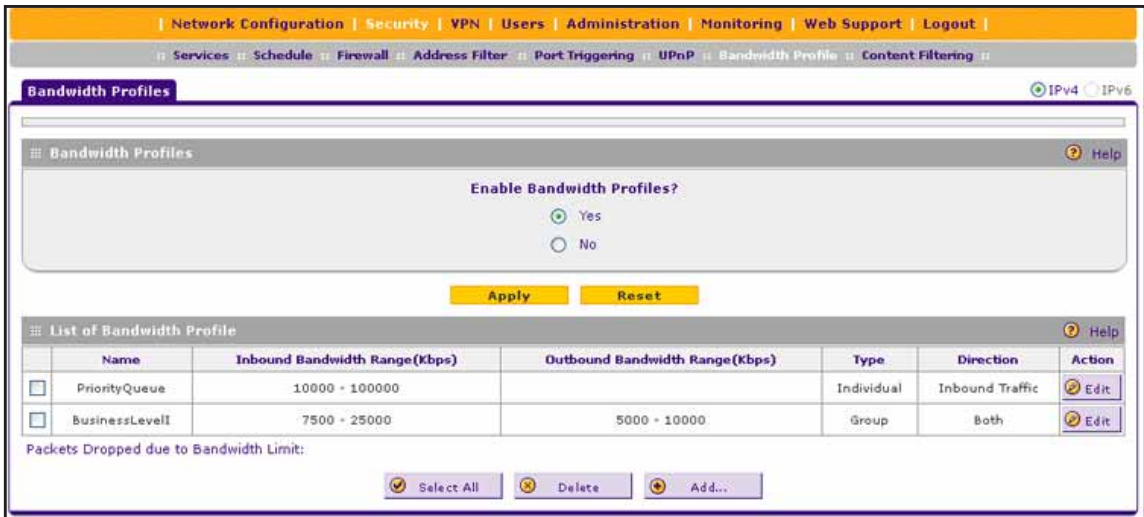 | Network Configuration | Security | VPN | Users | Administration | Monitoring | Web Support | Logout |
:: Services :: Schedule :: Firewall :: Address Filter :: Port Triggering :: UPnP :: Bandwidth Profile :: Content Filtering ::
Bandwidth Profiles IPv4 IPv6
Bandwidth Profiles ? Help
Enable Bandwidth Profiles?
Yes
No
Apply Reset
List of Bandwidth Profile ? Help
Name Inbound Bandwidth Range(Kbps) Outbound Bandwidth Range(Kbps) Type Direction Action
PriorityQueue 10000 - 100000 Individual Inbound Traffic Edit
BusinessLevelI 7500 - 25000 5000 - 10000 Group Both Edit
Packets Dropped due to Bandwidth Limit:
Select All Delete Add...